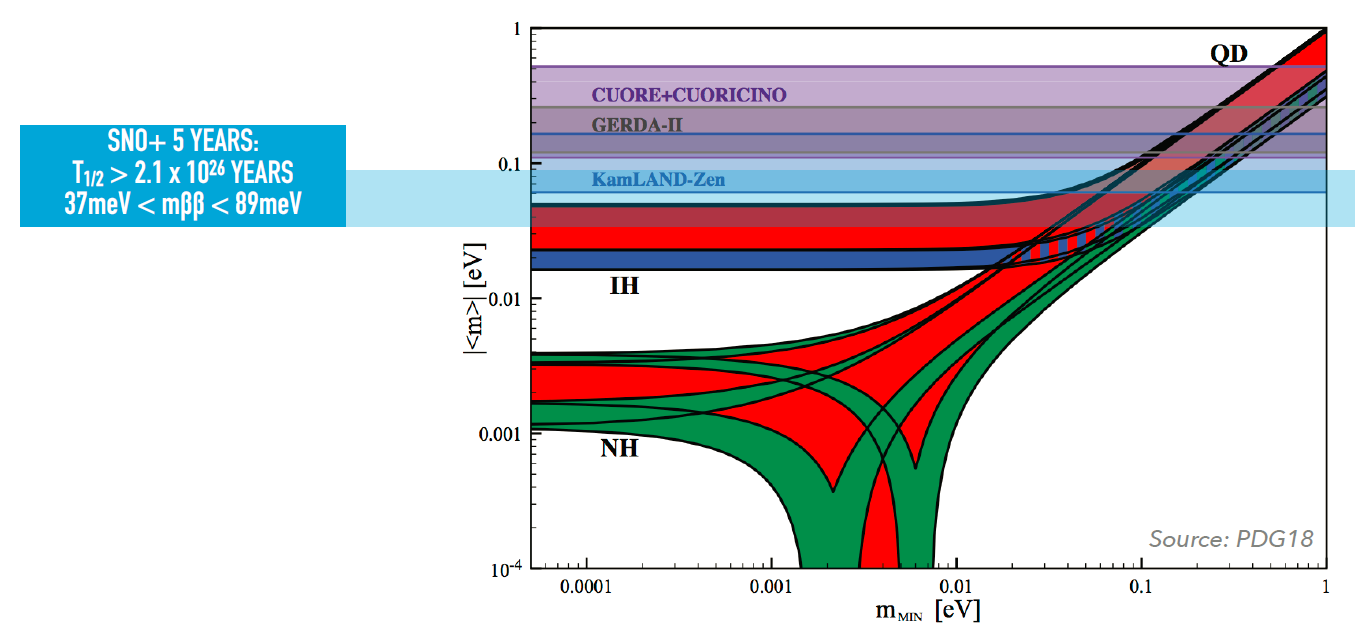 SNO+ 5 YEARS:
T1/2 > 2.1 x 10²⁶ YEARS
37meV < mββ < 89meV
|<m>| [eV]
1
0.1
0.01
0.001
10⁻⁴
QD
CUORE+CUORICINO
GERDA-II
KamLAND-Zen
IH
NH
Source: PDG18
0.0001 0.001 0.01 0.1 1
mMIN [eV]